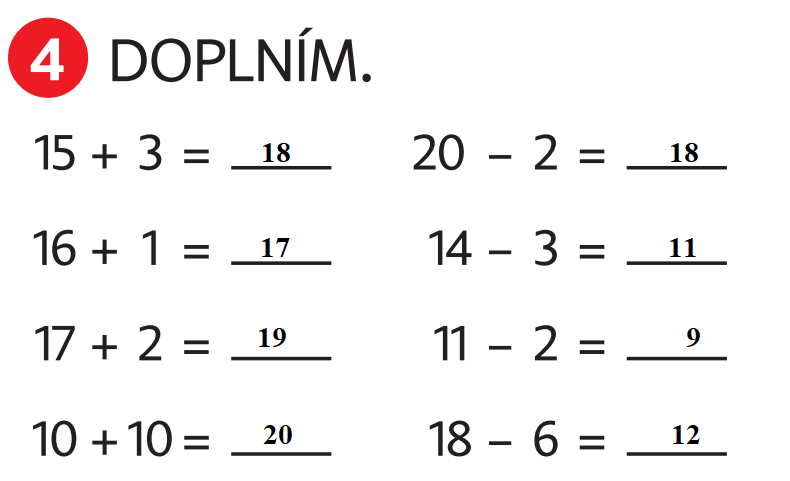 4 DOPLNÍM.
15 + 3 = 18 20 – 2 = 18
16 + 1 = 17 14 – 3 = 11
17 + 2 = 19 11 – 2 = 9
10 + 10 = 20 18 – 6 = 12